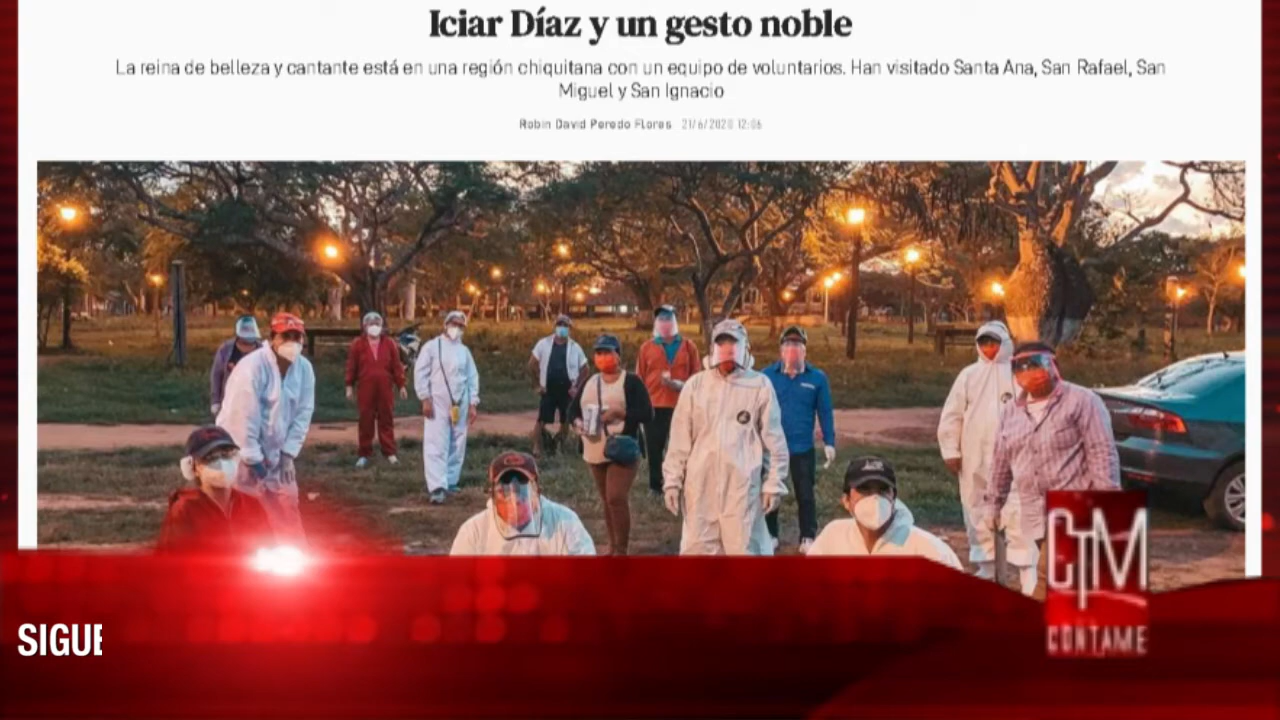 Iciar Díaz y un gesto noble
La reina de belleza y cantante está en una región chiquitana con un equipo de voluntarios. Han visitado Santa Ana, San Rafael, San
Miguel y San Ignacio
Robin David Peredo Flores 21/6/2020 12:06
CTM
CONTAME
SIGUE